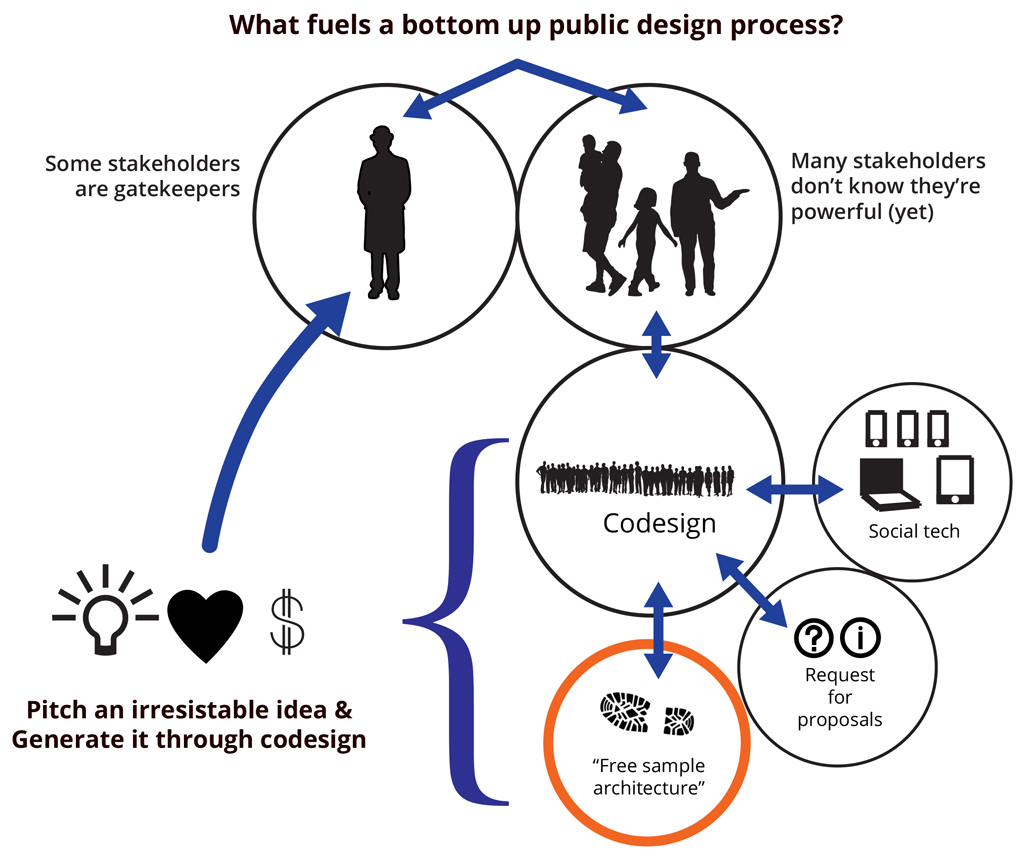 What fuels a bottom up public design process?
Some stakeholders
are gatekeepers
Many stakeholders
don’t know they’re
powerful (yet)
Codesign
Social tech
$
Pitch an irresistable idea &
Generate it through codesign
? i
Request
for
proposals
“Free sample
architecture”